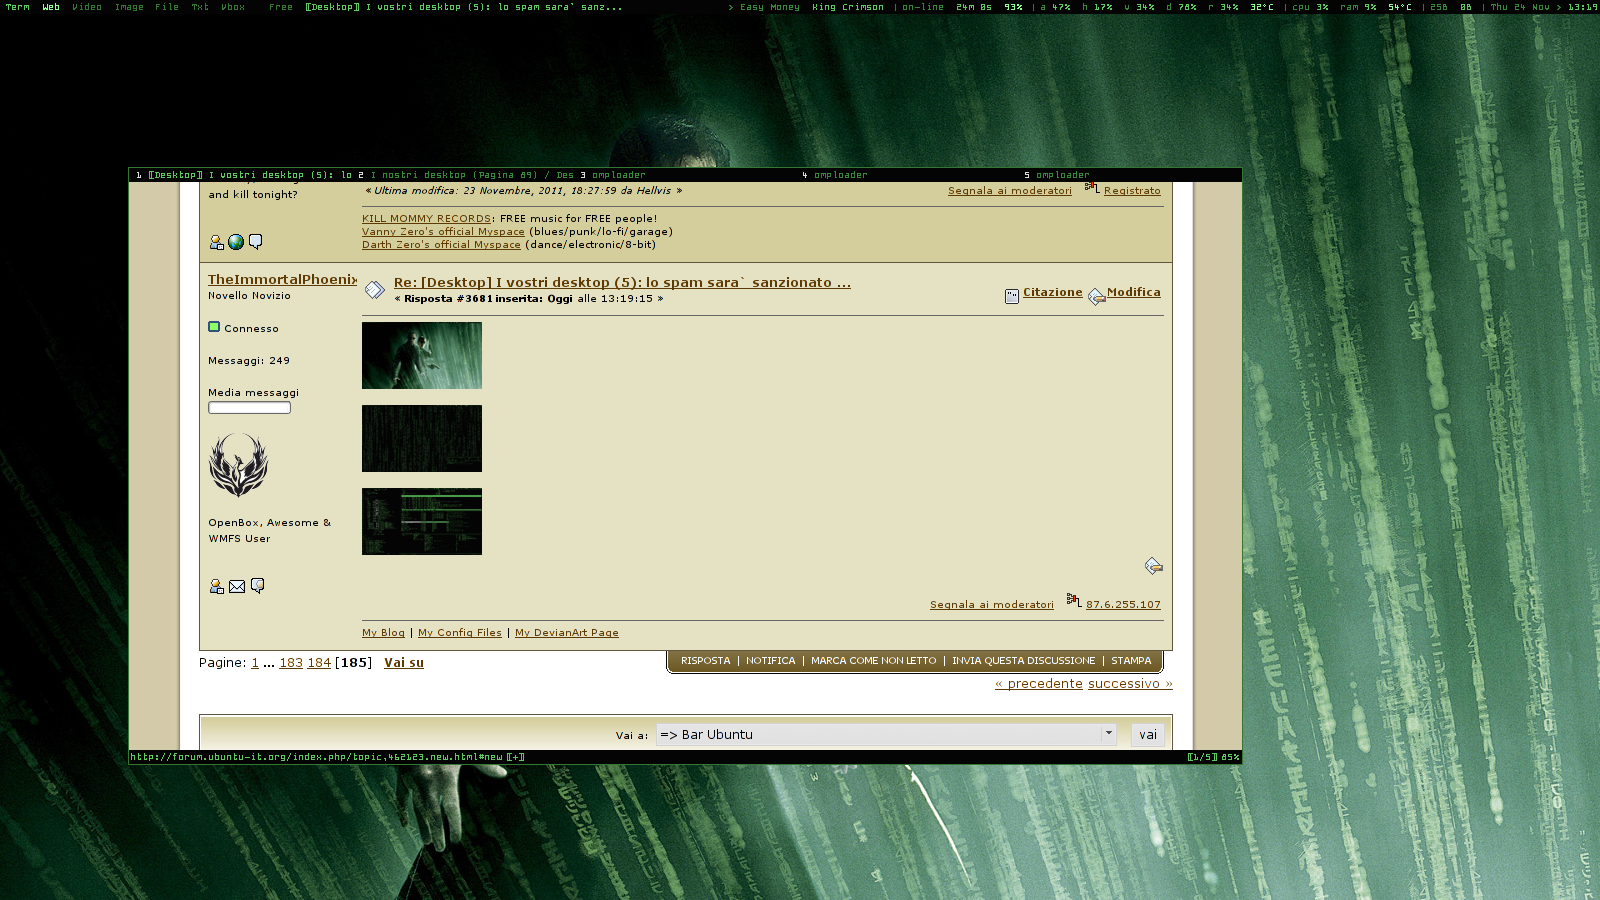 Term Web Video Image File Txt Vbox Free [[Desktop]] I vostri desktop (5): lo spam sara` sanz... > Easy Money King Crimson | on-line 24m 0s 93% | a 47% h 17% v 34% d 78% r 34% 32°C | cpu 3% ram 9% 54°C | 256 0B | Thu 24 Nov > 13:19
1 [[Desktop]] I vostri desktop (5): lo 2 I nostri desktop (Pagina 89) / Des 3 omploader 4 omploader 5 omploader
and kill tonight?
« Ultima modifica: 23 Novembre, 2011, 18:27:59 da Hellvis »
Segnala ai moderatori Registrato
KILL MOMMY RECORDS: FREE music for FREE people!
Vanny Zero's official Myspace (blues/punk/lo-fi/garage)
Darth Zero's official Myspace (dance/electronic/8-bit)
TheImmortalPhoenix
Novello Novizio
Connesso
Messaggi: 249
Media messaggi
OpenBox, Awesome &
WMFS User
Re: [Desktop] I vostri desktop (5): lo spam sara` sanzionato ...
« Risposta #3681 inserita: Oggi alle 13:19:15 »
Citazione Modifica
Segnala ai moderatori 87.6.255.107
My Blog | My Config Files | My DevianArt Page
Pagine: 1 ... 183 184 [185] Vai su
RISPOSTA | NOTIFICA | MARCA COME NON LETTO | INVIA QUESTA DISCUSSIONE | STAMPA
« precedente successivo »
Vai a: => Bar Ubuntu vai
http://forum.ubuntu-it.org/index.php/topic,462123.new.html#new [+] [1/5] 85%